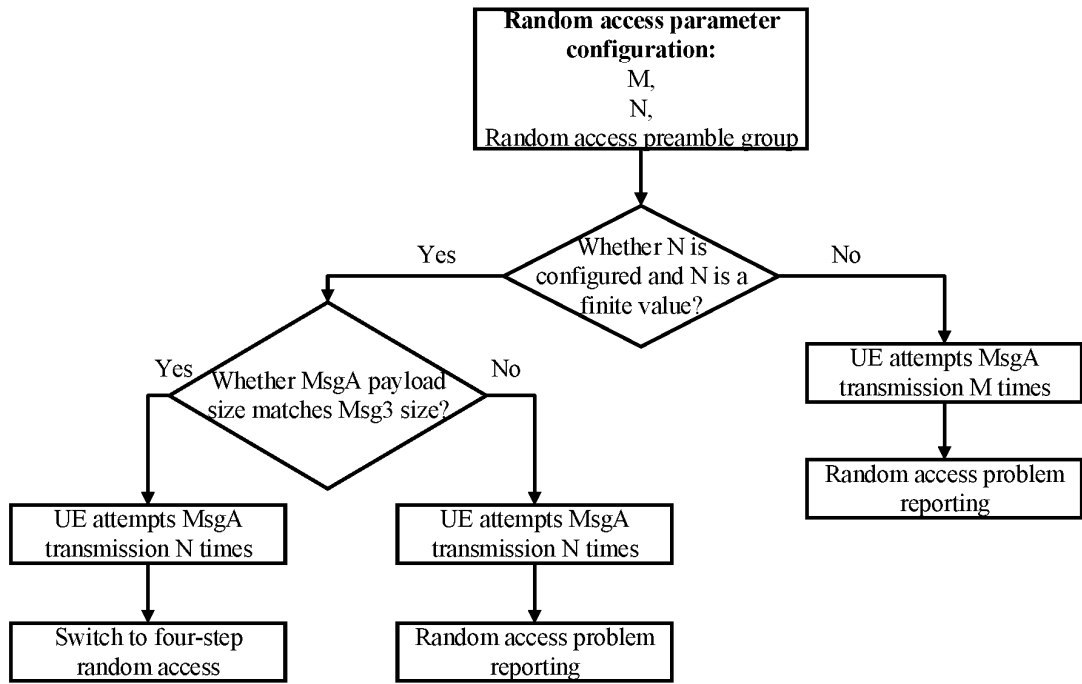 Random access parameter
configuration:
M,
N,
Random access preamble group
Whether N is
configured and N is a
finite value?
Yes
No
Whether MsgA payload
size matches Msg3 size?
Yes
No
UE attempts MsgA
transmission M times
Random access problem
reporting
UE attempts MsgA
transmission N times
UE attempts MsgA
transmission N times
Switch to four-step
random access
Random access problem
reporting